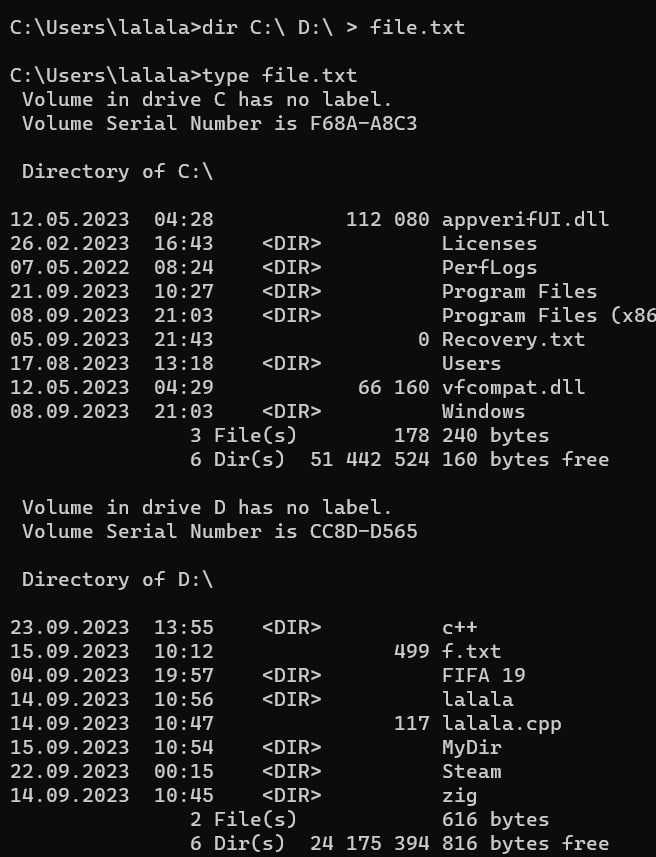 C:\Users\lalala>dir C:\ D:\ > file.txt
C:\Users\lalala>type file.txt
Volume in drive C has no label.
Volume Serial Number is F68A-A8C3
Directory of C:\
12.05.2023  04:28           112 080 appverifUI.dll
26.02.2023  16:43    <DIR>          Licenses
07.05.2022  08:24    <DIR>          PerfLogs
21.09.2023  10:27    <DIR>          Program Files
08.09.2023  21:03    <DIR>          Program Files (x86
05.09.2023  21:43                 0 Recovery.txt
17.08.2023  13:18    <DIR>          Users
12.05.2023  04:29            66 160 vfcompat.dll
08.09.2023  21:03    <DIR>          Windows
3 File(s)        178 240 bytes
6 Dir(s)  51 442 524 160 bytes free
Volume in drive D has no label.
Volume Serial Number is CC8D-D565
Directory of D:\
23.09.2023  13:55    <DIR>          c++
15.09.2023  10:12               499 f.txt
04.09.2023  19:57    <DIR>          FIFA 19
14.09.2023  10:56    <DIR>          lalala
14.09.2023  10:47               117 lalala.cpp
15.09.2023  10:54    <DIR>          MyDir
22.09.2023  00:15    <DIR>          Steam
14.09.2023  10:45    <DIR>          zig
2 File(s)            616 bytes
6 Dir(s)  24 175 394 816 bytes free